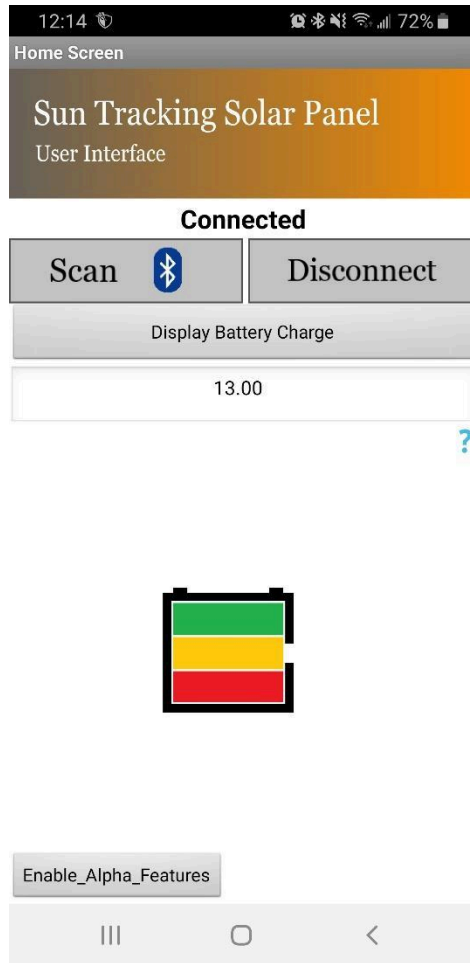 12:14 72%
Home Screen
Sun Tracking Solar Panel
User Interface
Connected
Scan Disconnect
Display Battery Charge
13.00
?
Enable_Alpha_Features